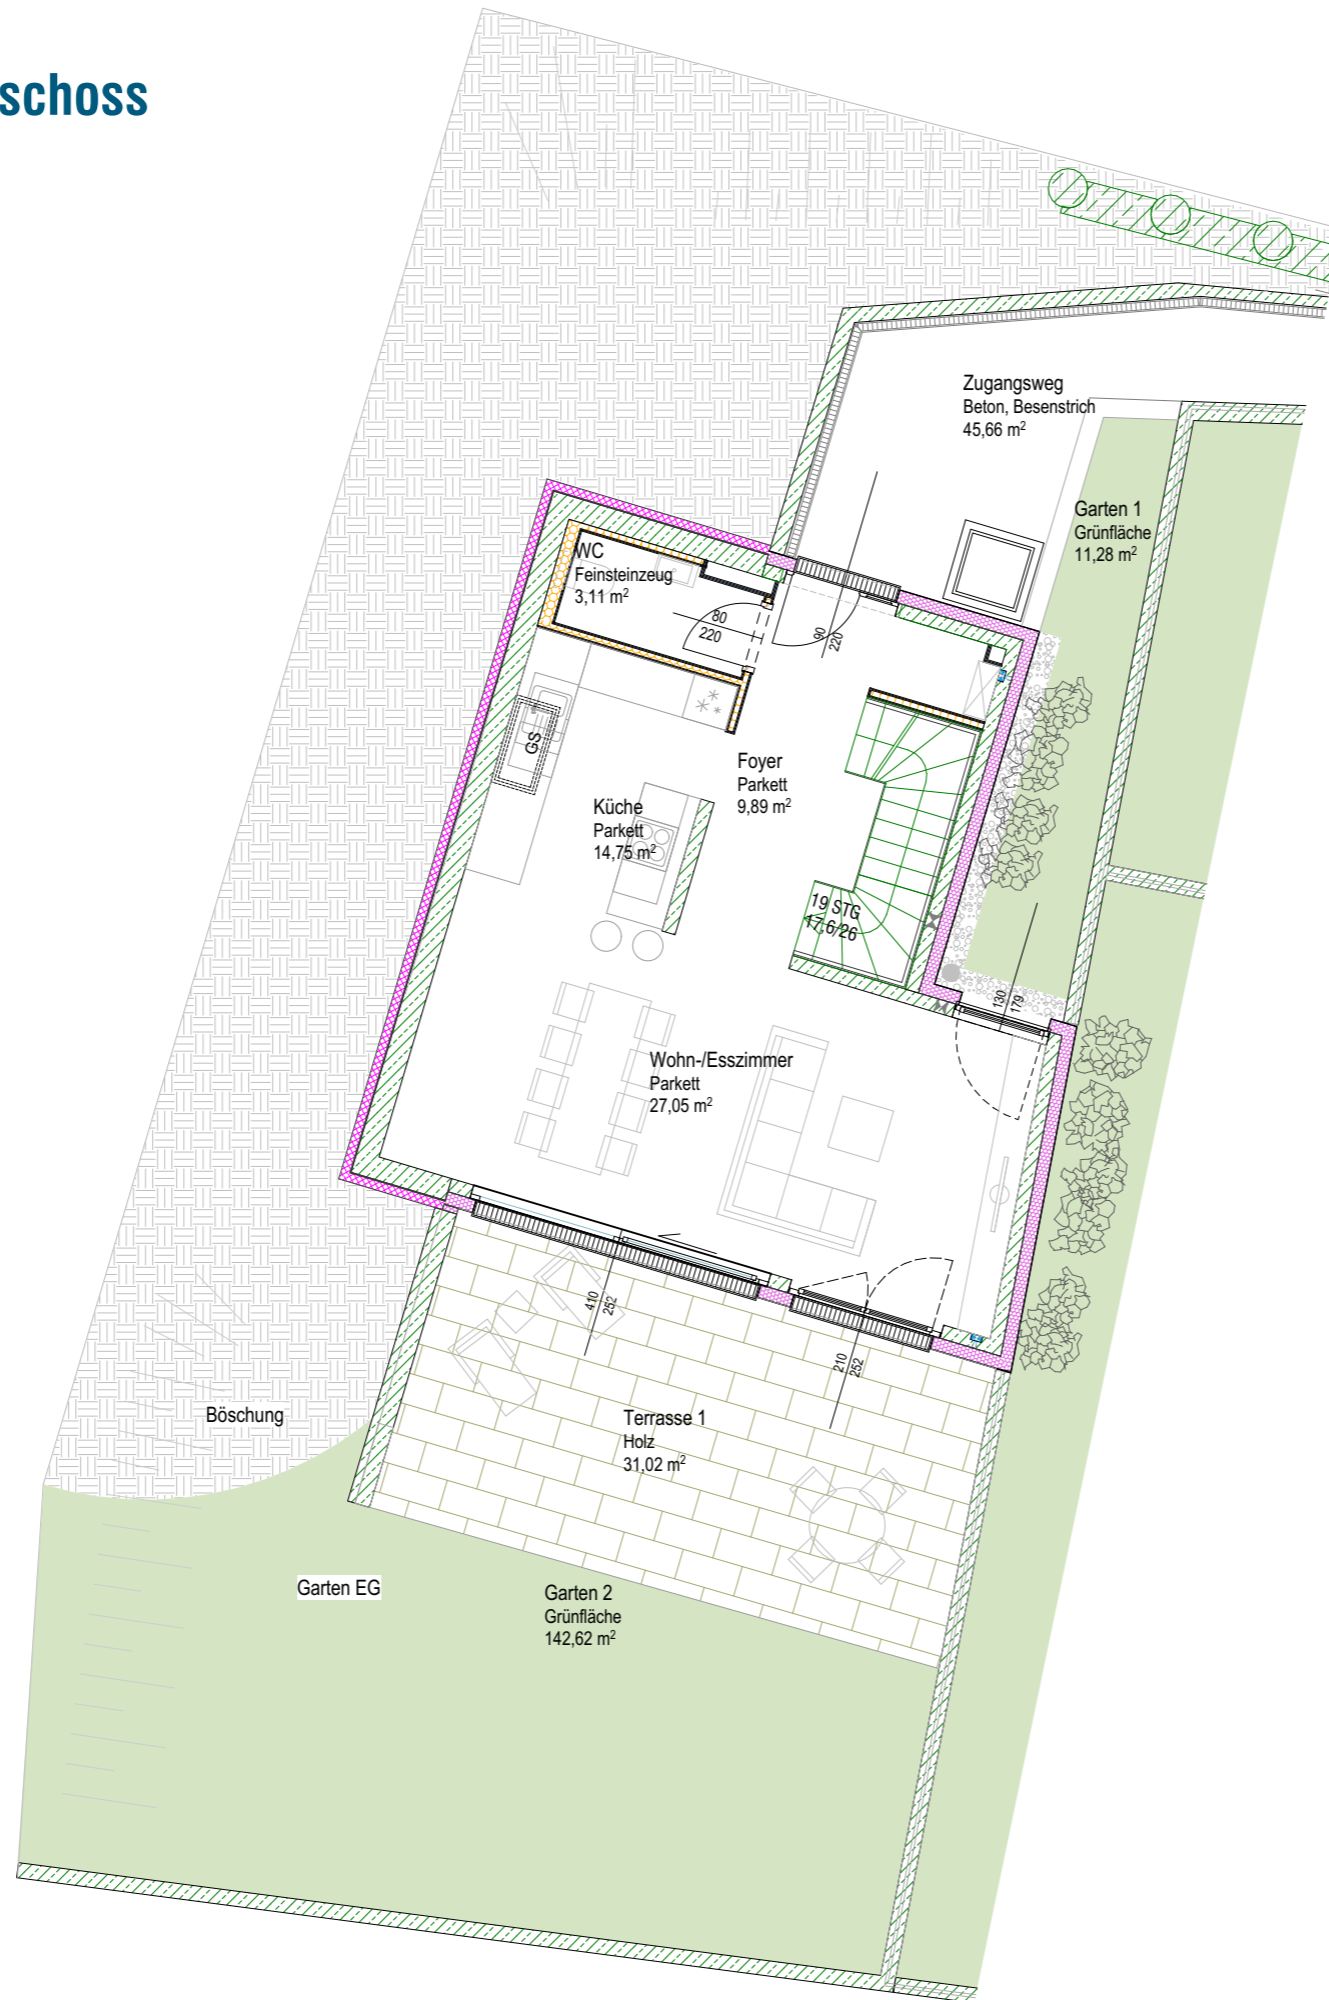 schoss
Zugangsweg
Beton, Besenstrich
45,66 m²
Garten 1
Grünfläche
11,28 m²
WC
Feinsteinzeug
3,11 m²
80
220
90
220
GS
Foyer
Parkett
9,89 m²
Küche
Parkett
14,75 m²
19 STG
17,6/26
130
179
Wohn-/Esszimmer
Parkett
27,05 m²
410
252
210
252
Böschung
Terrasse 1
Holz
31,02 m²
Garten EG
Garten 2
Grünfläche
142,62 m²